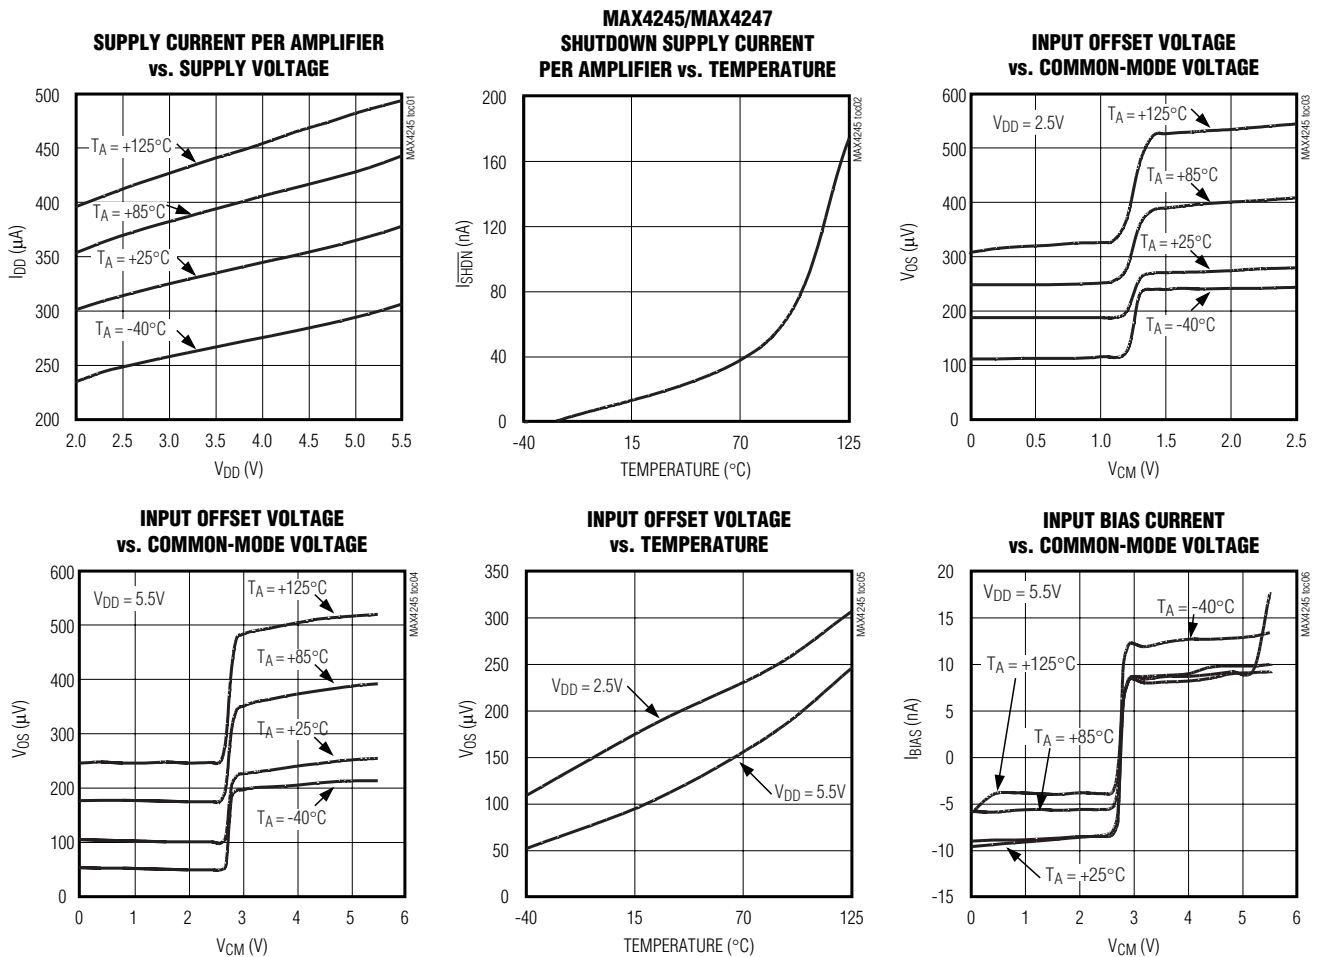 SUPPLY CURRENT PER AMPLIFIER
vs. SUPPLY VOLTAGE
MAX4245 toc01
IDD (µA)
500
450
400
350
300
250
200
TA = +125°C
TA = +85°C
TA = +25°C
TA = -40°C
2.0 2.5 3.0 3.5 4.0 4.5 5.0 5.5
VDD (V)
MAX4245/MAX4247
SHUTDOWN SUPPLY CURRENT
PER AMPLIFIER vs. TEMPERATURE
MAX4245 toc02
ISHDN (nA)
200
160
120
80
40
0
-40 15 70 125
TEMPERATURE (°C)
INPUT OFFSET VOLTAGE
vs. COMMON-MODE VOLTAGE
MAX4245 toc03
VOS (µV)
600
500
400
300
200
100
0
VDD = 2.5V
TA = +125°C
TA = +85°C
TA = +25°C
TA = -40°C
0 0.5 1.0 1.5 2.0 2.5
VCM (V)
INPUT OFFSET VOLTAGE
vs. COMMON-MODE VOLTAGE
MAX4245 toc04
VOS (µV)
600
500
400
300
200
100
0
VDD = 5.5V
TA = +125°C
TA = +85°C
TA = +25°C
TA = -40°C
0 1 2 3 4 5 6
VCM (V)
INPUT OFFSET VOLTAGE
vs. TEMPERATURE
MAX4245 toc05
VOS (µV)
350
300
250
200
150
100
50
0
VDD = 2.5V
VDD = 5.5V
-40 15 70 125
TEMPERATURE (°C)
INPUT BIAS CURRENT
vs. COMMON-MODE VOLTAGE
MAX4245 toc06
IBIAS (nA)
20
15
10
5
0
-5
-10
-15
VDD = 5.5V
TA = -40°C
TA = +125°C
TA = +85°C
TA = +25°C
0 1 2 3 4 5 6
VCM (V)